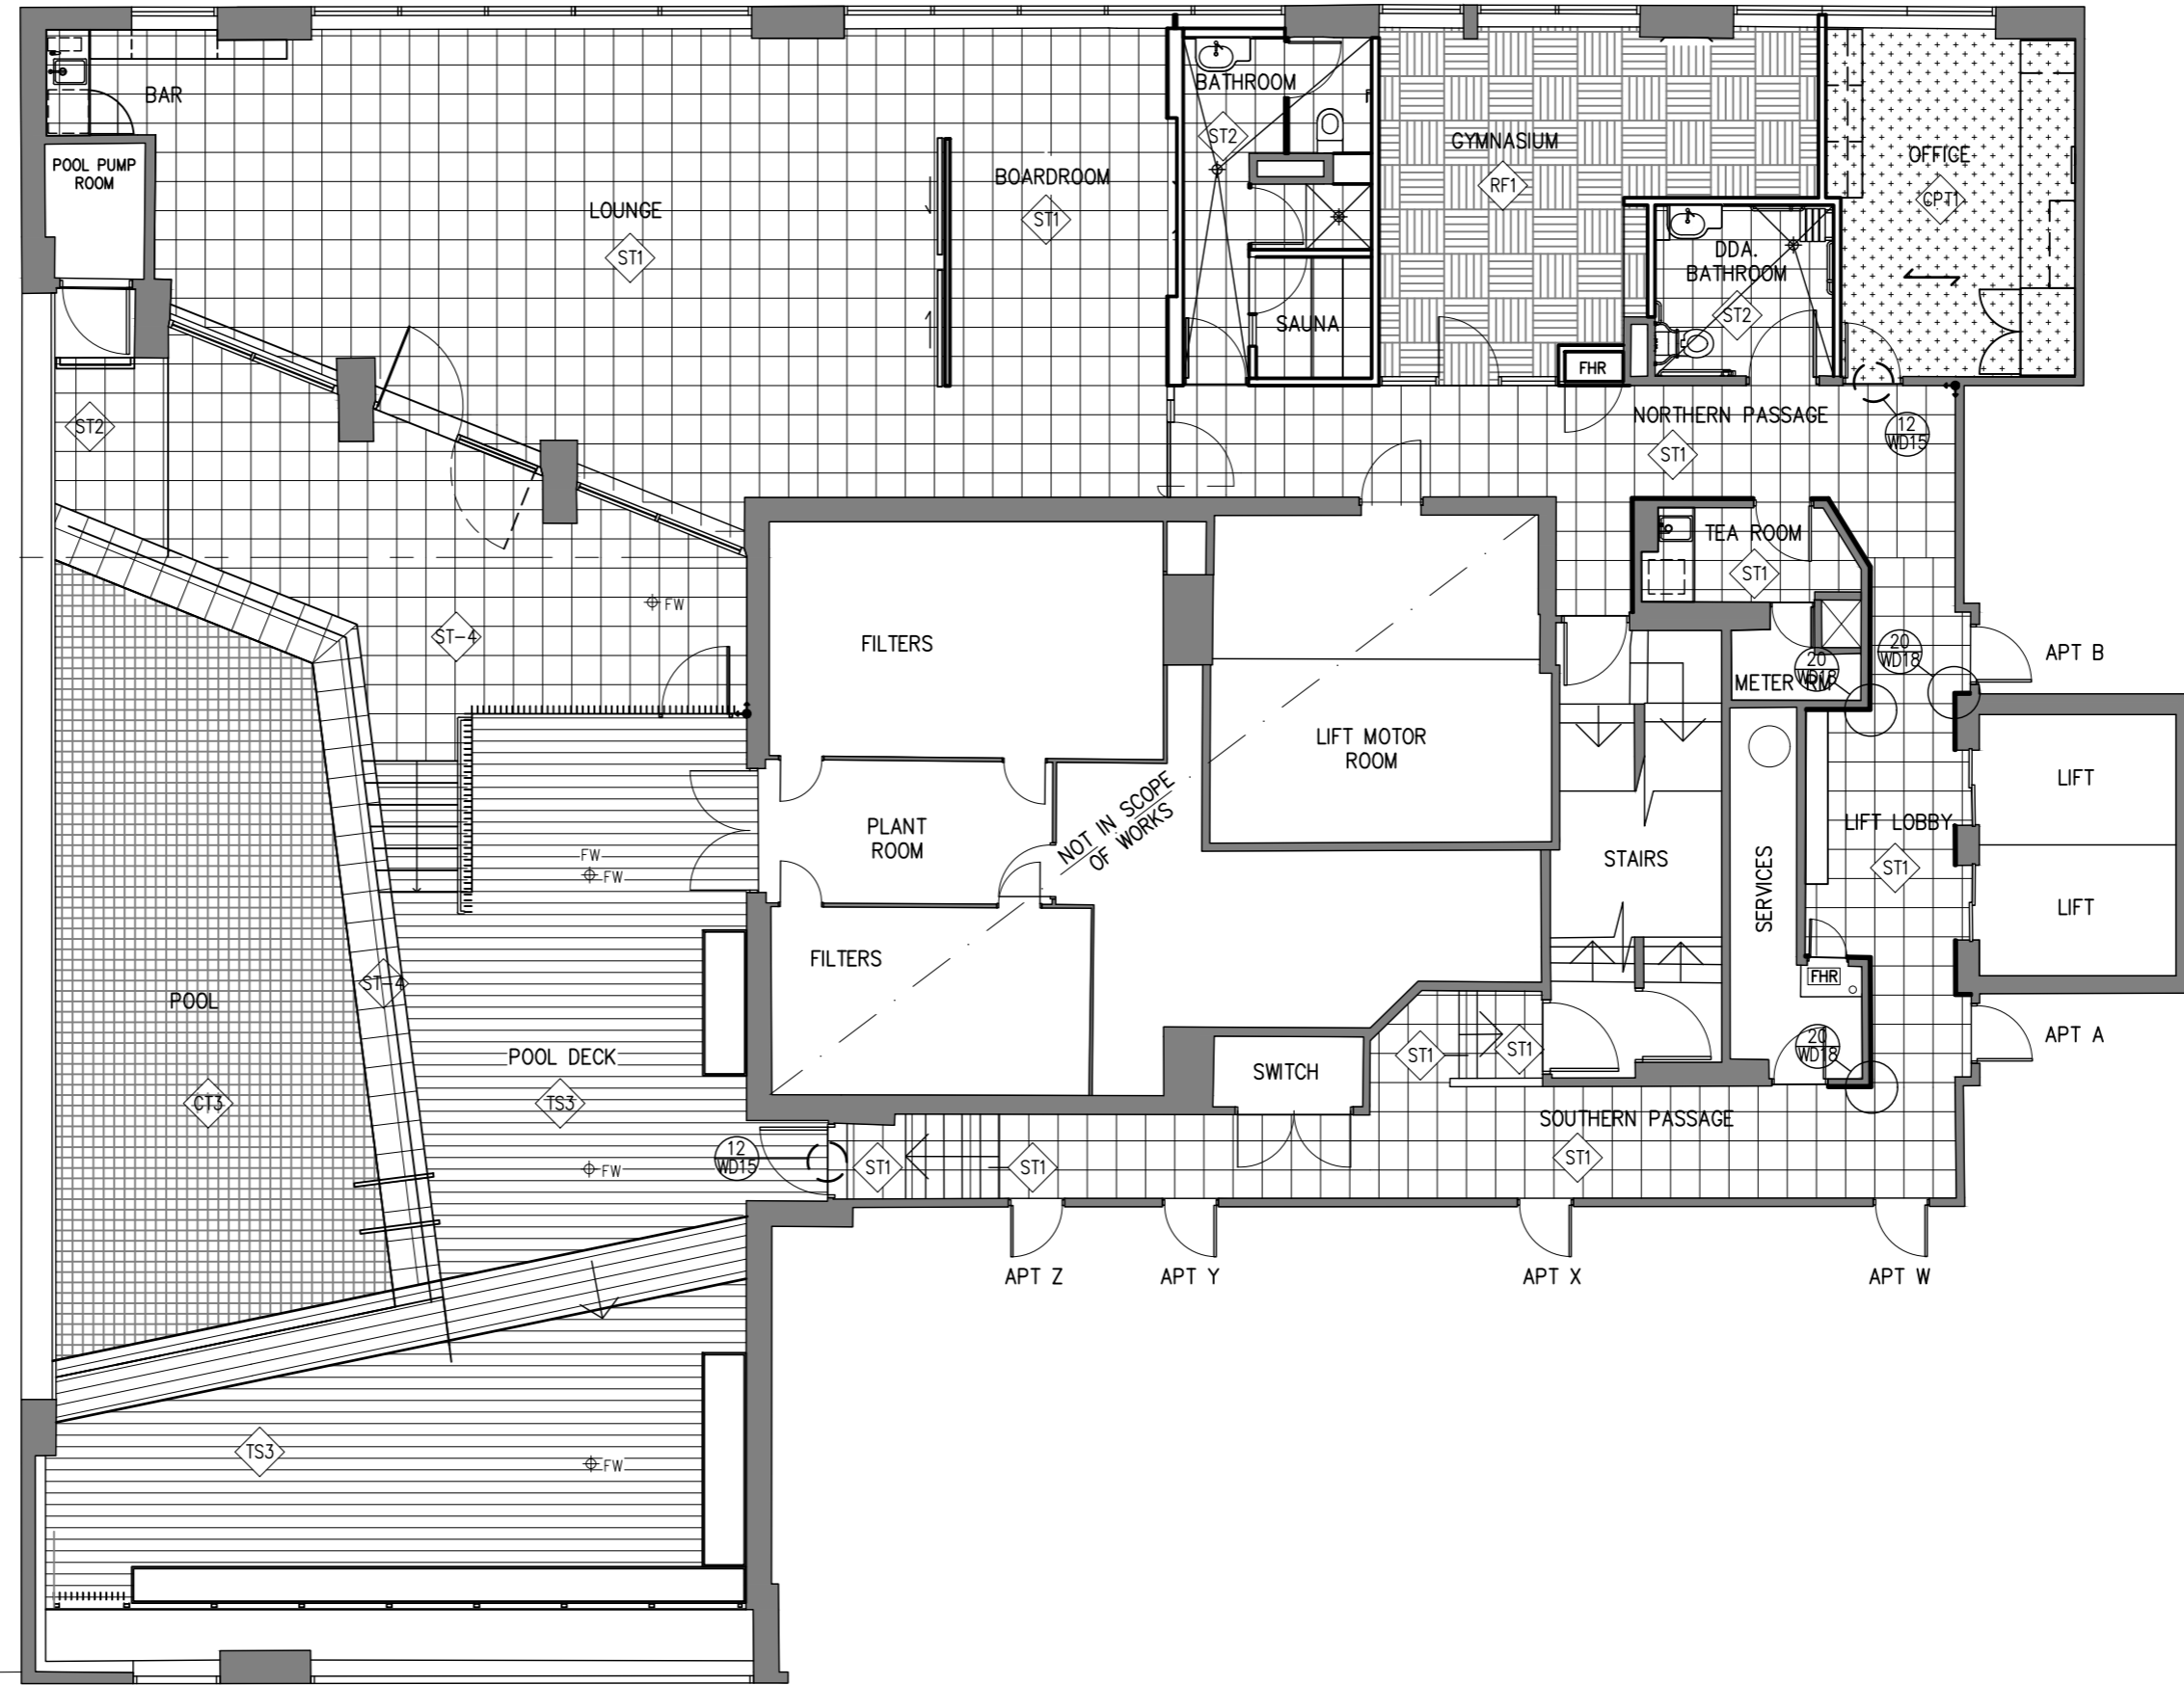 BAR
BATHROOM
ST2
GYMNASIUM
RF1
OFFICE
CPT1
POOL PUMP
ROOM
LOUNGE
ST1
BOARDROOM
ST1
DDA.
BATHROOM
ST2
SAUNA
FHR
ST2
NORTHERN PASSAGE
ST1
12
WD15
TEA ROOM
ST1
FW
ST-4
FILTERS
20
WD18
20
WD18
METER RM
APT B
LIFT MOTOR
ROOM
LIFT
PLANT
ROOM
NOT IN SCOPE
OF WORKS
LIFT LOBBY
ST1
STAIRS
SERVICES
FW
FW
LIFT
FILTERS
ST-4
FHR
POOL
POOL DECK
CT3
TS3
SWITCH
ST1
ST1
20
WD18
APT A
SOUTHERN PASSAGE
ST1
12
WD15
ST1
ST1
FW
APT Z
APT Y
APT X
APT W
TS3
FW